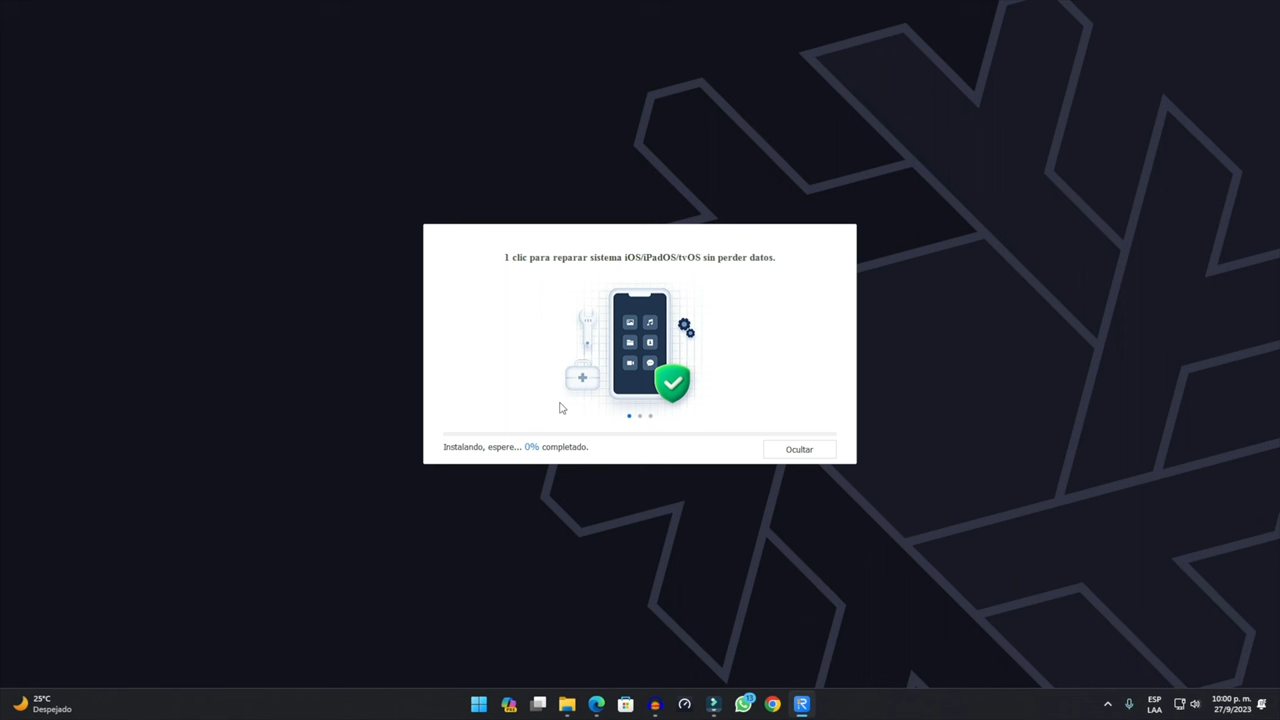 1 clic para reparar sistema iOS/iPadOS/tvOS sin perder datos.
Instalando, espere... 0% completado.
Ocultar
25°C
Despejado
13
ESP
LAA
10:00 p. m.
27/9/2023